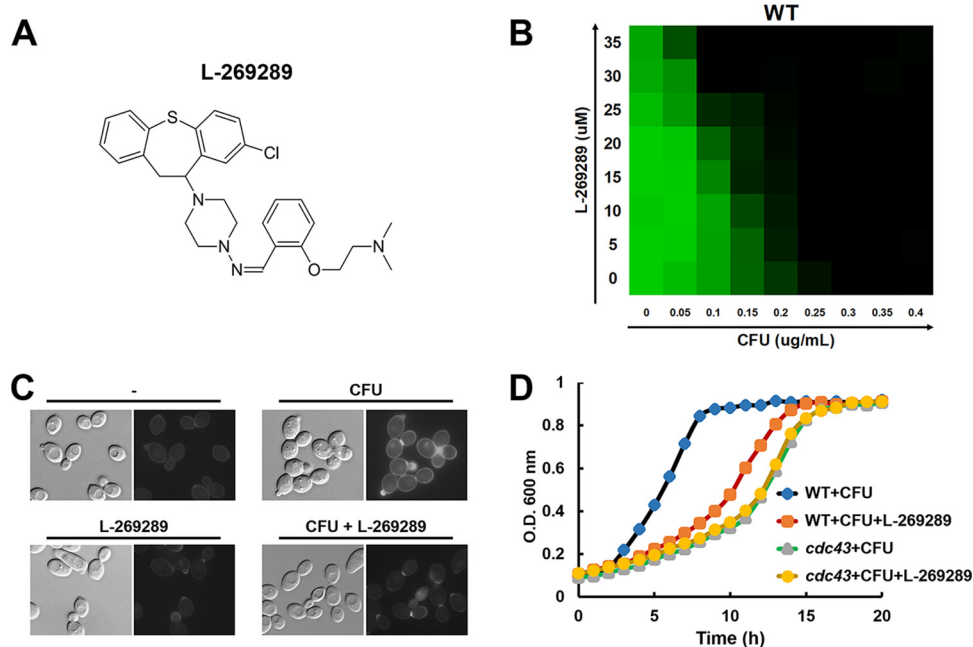 A
L-269289
S
Cl
N
N
N
O
N
B
WT
L-269289 (uM)
35
30
25
20
15
10
5
0
0 0.05 0.1 0.15 0.2 0.25 0.3 0.35 0.4
CFU (ug/mL)
C
- CFU
L-269289 CFU + L-269289
D
O.D. 600 nm
1
0.8
0.6
0.4
0.2
0
0 5 10 15 20
Time (h)
WT+CFU
WT+CFU+L-269289
cdc43+CFU
cdc43+CFU+L-269289